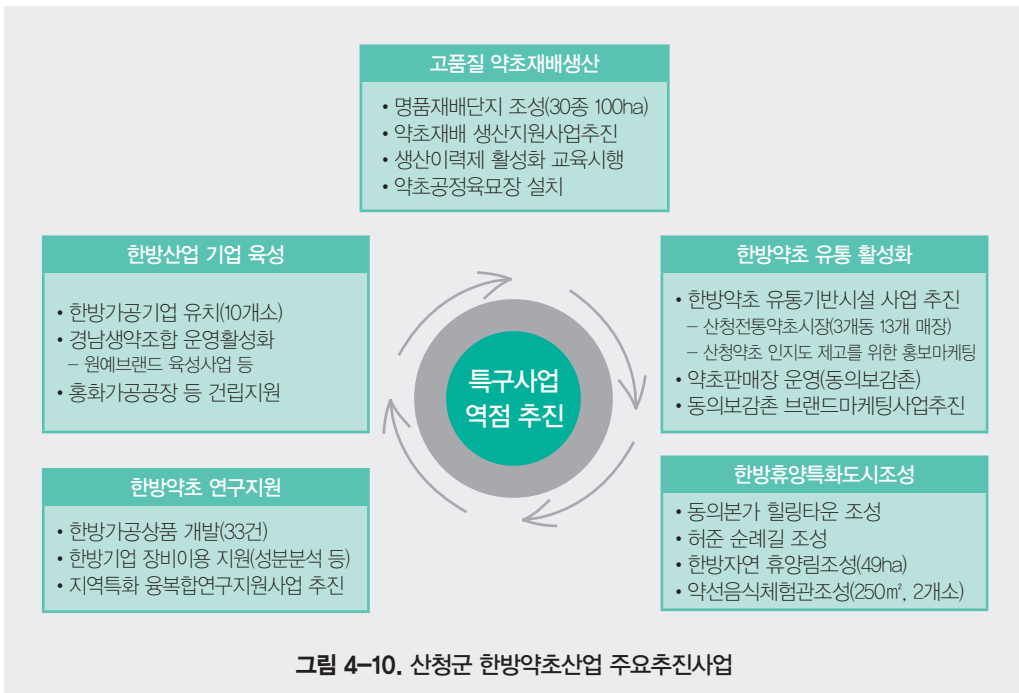 고품질 약초재배생산
• 명품재배단지 조성(30종 100ha)
• 약초재배 생산지원사업추진
• 생산이력제 활성화 교육시행
• 약초공정육묘장 설치
한방산업 기업 육성
• 한방가공기업 유치(10개소)
• 경남생약조합 운영활성화
– 원예브랜드 육성사업 등
• 홍화가공공장 등 건립지원
한방약초 유통 활성화
• 한방약초 유통기반시설 사업 추진
– 산청전통약초시장(3개동 13개 매장)
– 산청약초 인지도 제고를 위한 홍보마케팅
• 약초판매장 운영(동의보감촌)
• 동의보감촌 브랜드마케팅사업추진
특구사업
역점 추진
한방약초 연구지원
• 한방가공상품 개발(33건)
• 한방기업 장비이용 지원(성분분석 등)
• 지역특화 융복합연구지원사업 추진
한방휴양특화도시조성
• 동의본가 힐링타운 조성
• 허준 순례길 조성
• 한방자연 휴양림조성(49ha)
• 약선음식체험관조성(250㎡, 2개소)
그림 4–10. 산청군 한방약초산업 주요추진사업